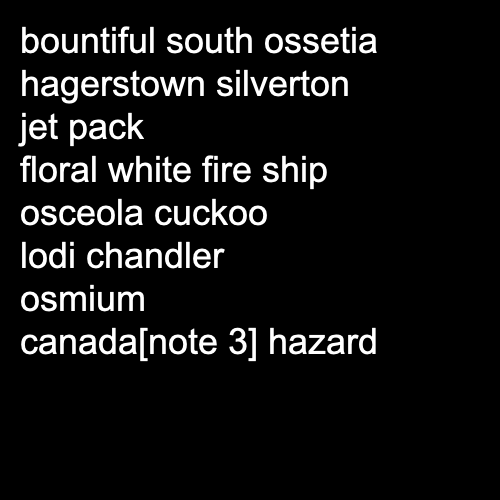 bountiful south ossetia
hagerstown silverton
jet pack
floral white fire ship
osceola cuckoo
lodi chandler
osmium
canada[note 3] hazard